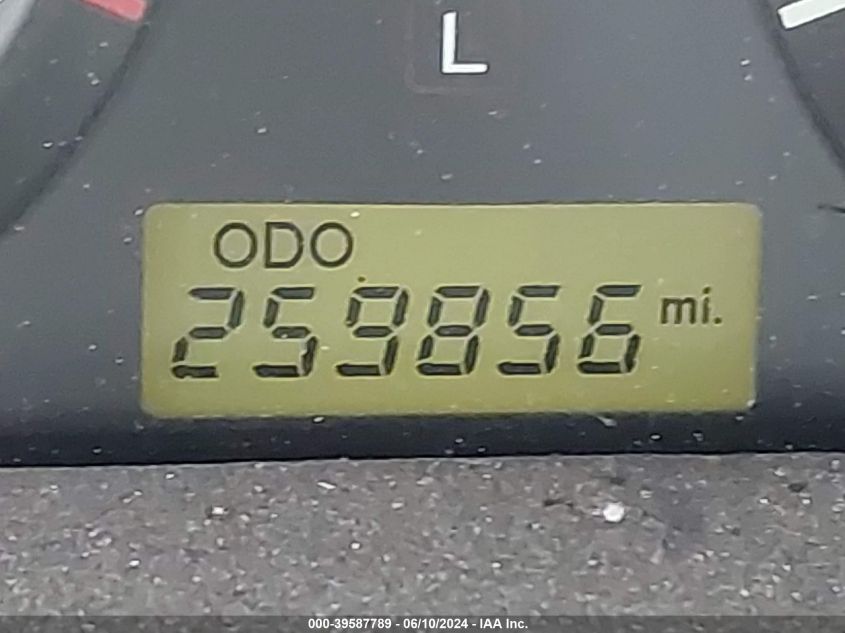 L
ODO
259856 mi.
000-39587789 - 06/10/2024 - IAA Inc.